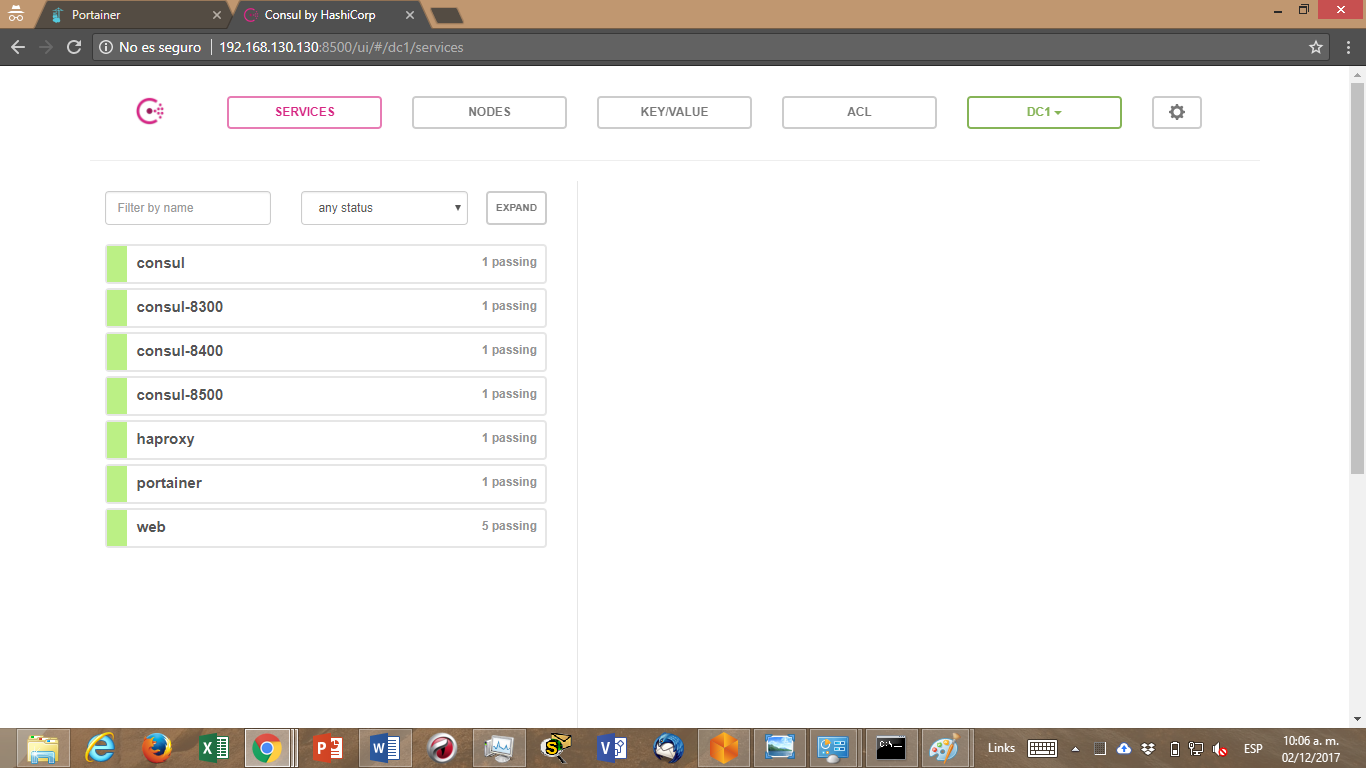 Portainer
Consul by HashiCorp
No es seguro
192.168.130.130:8500/ui/#/dc1/services
SERVICES
NODES
KEY/VALUE
ACL
DC1
Filter by name
any status
EXPAND
consul
1 passing
consul-8300
1 passing
consul-8400
1 passing
consul-8500
1 passing
haproxy
1 passing
portainer
1 passing
web
5 passing
Links
ESP
10:06 a. m.
02/12/2017